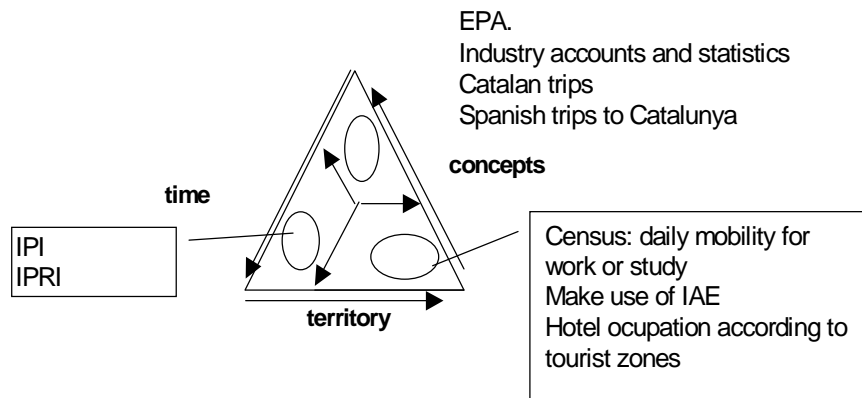 EPA.
Industry accounts and statistics
Catalan trips
Spanish trips to Catalunya
concepts
time
IPI
IPRI
Census: daily mobility for
work or study
Make use of IAE
Hotel ocupation according to
tourist zones
territory